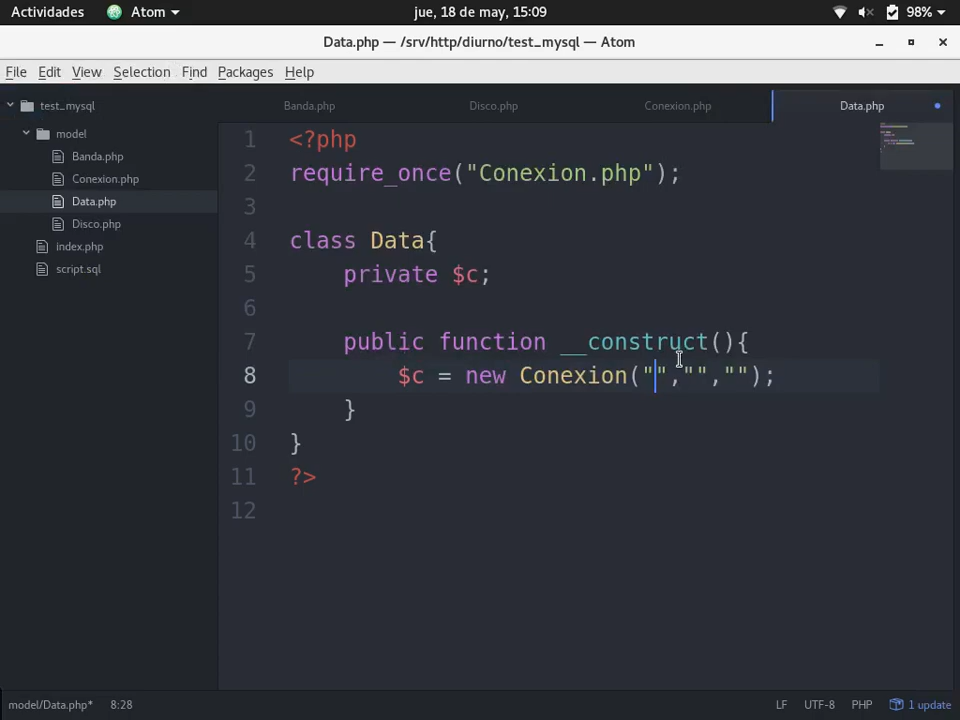 Actividades Atom jue, 18 de may, 15:09 98%
Data.php — /srv/http/diurno/test_mysql — Atom
File Edit View Selection Find Packages Help
test_mysql
model
Banda.php
Conexion.php
Data.php
Disco.php
index.php
script.sql
Banda.php Disco.php Conexion.php Data.php
1 <?php
2 require_once("Conexion.php");
3
4 class Data{
5 private $c;
6
7 public function __construct(){
8 $c = new Conexion("","","");
9 }
10 }
11 ?>
12
model/Data.php* 8:28 LF UTF-8 PHP 1 update